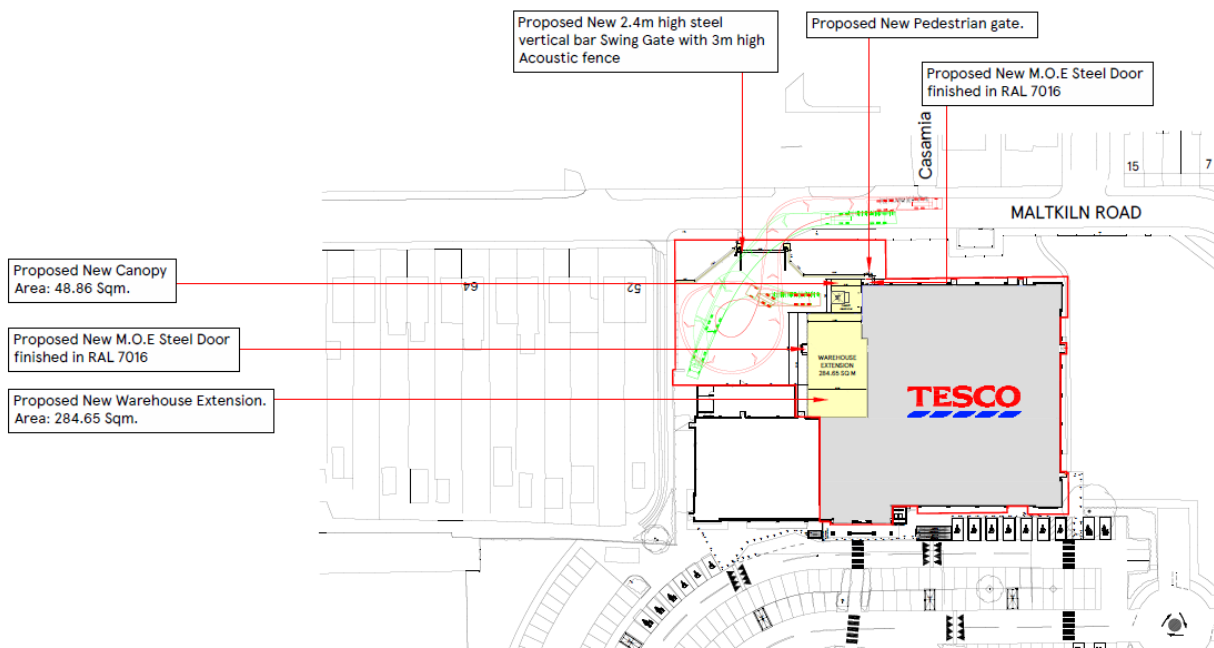 Proposed New 2.4m high steel
vertical bar Swing Gate with 3m high
Acoustic fence
Proposed New Pedestrian gate.
Proposed New M.O.E Steel Door
finished in RAL 7016
Casamia
15
7
MALTKILN ROAD
Proposed New Canopy
Area: 48.86 Sqm.
64
52
Proposed New M.O.E Steel Door
finished in RAL 7016
WAREHOUSE
EXTENSION
284.65 SQ.M
Proposed New Warehouse Extension.
Area: 284.65 Sqm.
TESCO